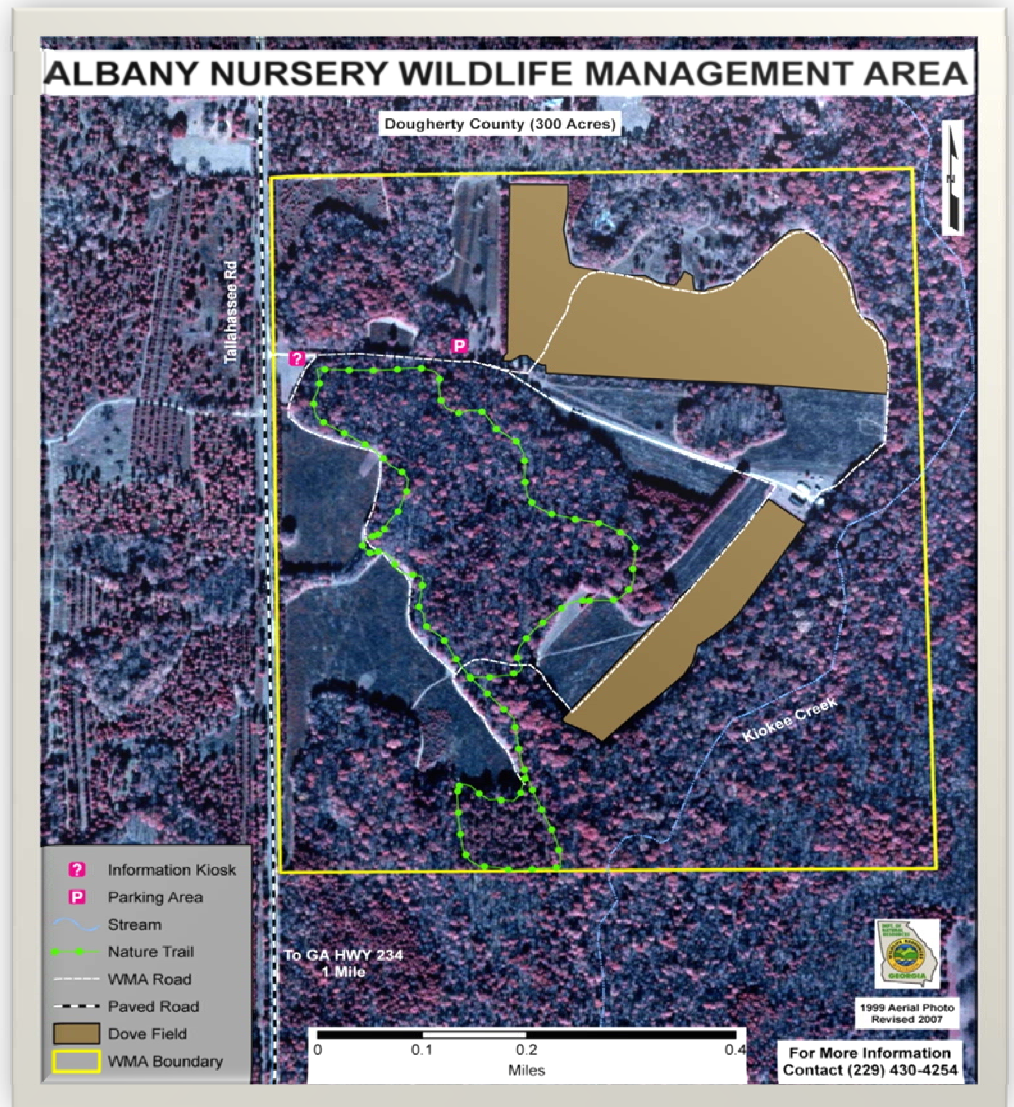 ALBANY NURSERY WILDLIFE MANAGEMENT AREA
Dougherty County (300 Acres)
N
Tallahassee Rd
?
P
Kiokee Creek
? Information Kiosk
P Parking Area
Stream
Nature Trail
WMA Road
Paved Road
Dove Field
WMA Boundary
To GA HWY 234
1 Mile
GEORGIA
1999 Aerial Photo
Revised 2007
0 0.1 0.2 0.4
Miles
For More Information
Contact (229) 430-4254